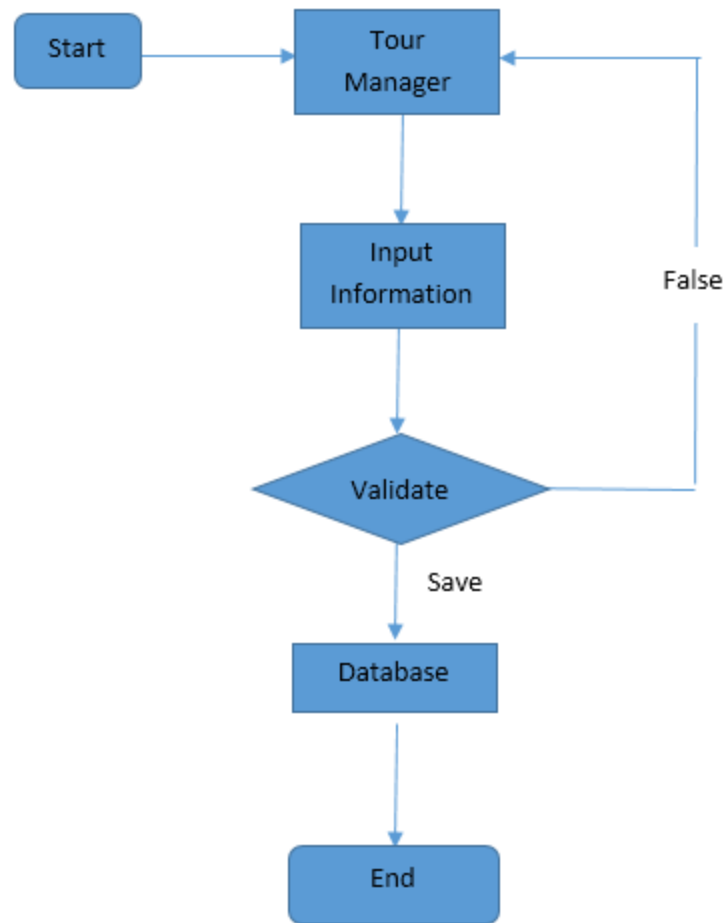 Start
Tour
Manager
Input
Information
False
Validate
Save
Database
End